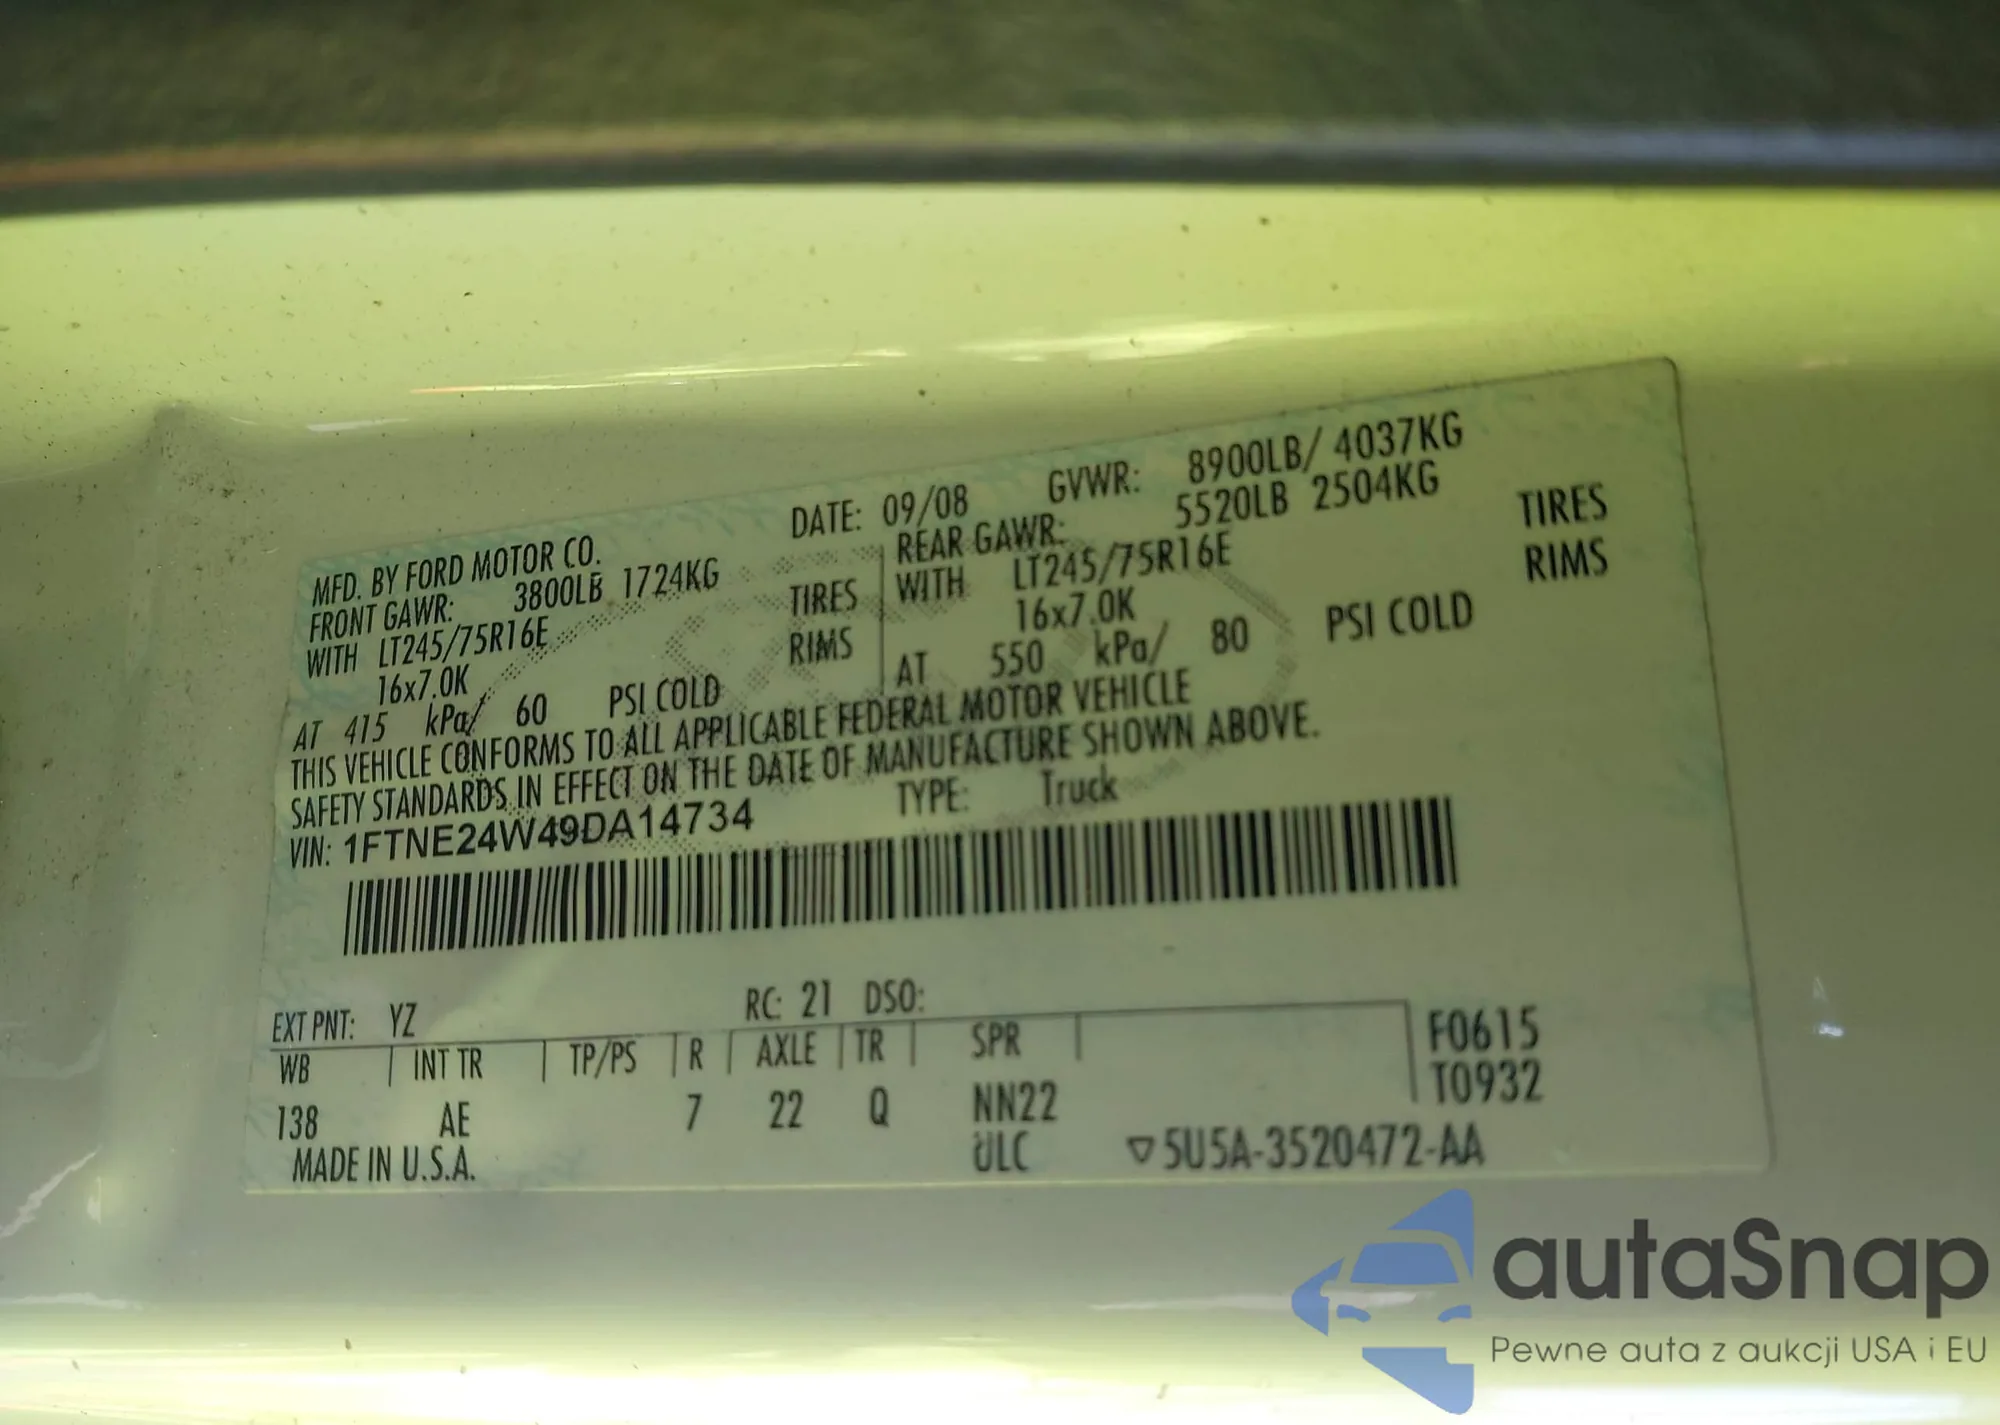 DATE: 09/08 GVWR: 8900LB/ 4037KG
MFD. BY FORD MOTOR CO.
FRONT GAWR: 3800LB 1724KG
WITH LT245/75R16E TIRES
16x7.0K RIMS
AT 415 kPa/ 60 PSI COLD
REAR GAWR: 5520LB 2504KG
WITH LT245/75R16E TIRES
16x7.0K RIMS
AT 550 kPa/ 80 PSI COLD
THIS VEHICLE CONFORMS TO ALL APPLICABLE FEDERAL MOTOR VEHICLE
SAFETY STANDARDS IN EFFECT ON THE DATE OF MANUFACTURE SHOWN ABOVE.
VIN: 1FTNE24W49DA14734 TYPE: Truck
EXT PNT: YZ RC: 21 DSO:
WB INT TR TP/PS R AXLE TR SPR F0615
T0932
138 AE 7 22 Q NN22
MADE IN U.S.A. ULC ▽5U5A-3520472-AA
autaSnap
Pewne auta z aukcji USA i EU